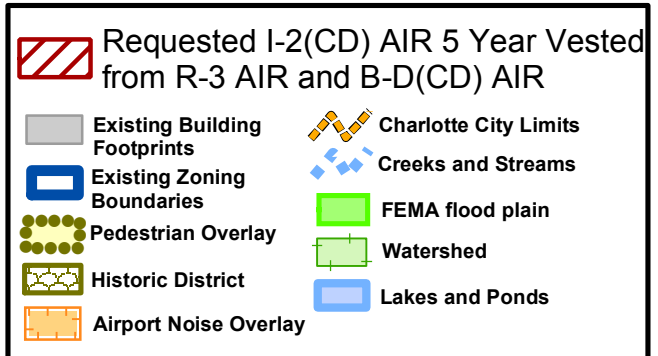 Requested I-2(CD) AIR 5 Year Vested
from R-3 AIR and B-D(CD) AIR
Existing Building
Footprints
Existing Zoning
Boundaries
Pedestrian Overlay
Historic District
Airport Noise Overlay
Charlotte City Limits
Creeks and Streams
FEMA flood plain
Watershed
Lakes and Ponds